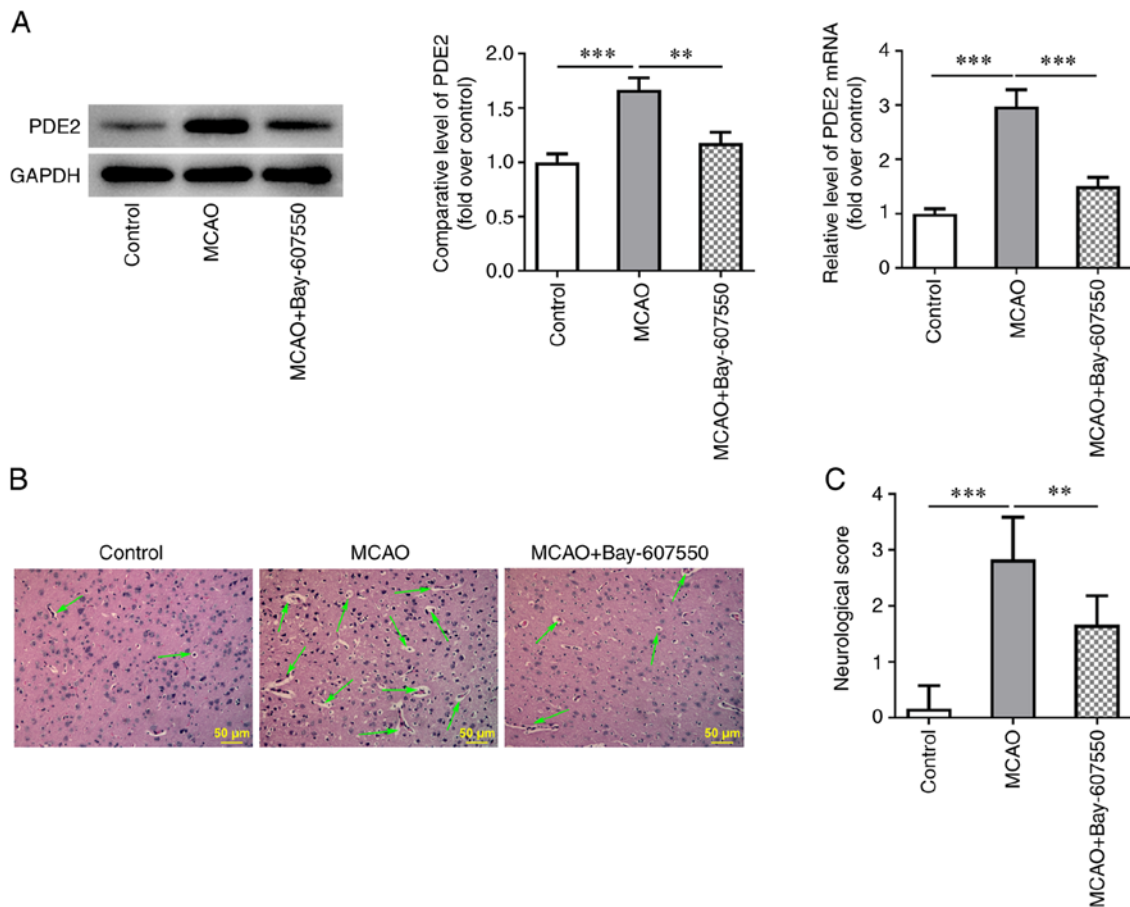 A
PDE2
GAPDH
Control
MCAO
MCAO+Bay-607550
Comparative level of PDE2
(fold over control)
2.0
1.5
1.0
0.5
0.0
***
**
Control
MCAO
MCAO+Bay-607550
Relative level of PDE2 mRNA
(fold over control)
4
3
2
1
0
***
***
Control
MCAO
MCAO+Bay-607550
B
Control
MCAO
MCAO+Bay-607550
50 μm
50 μm
50 μm
C
Neurological score
4
3
2
1
0
***
**
Control
MCAO
MCAO+Bay-607550